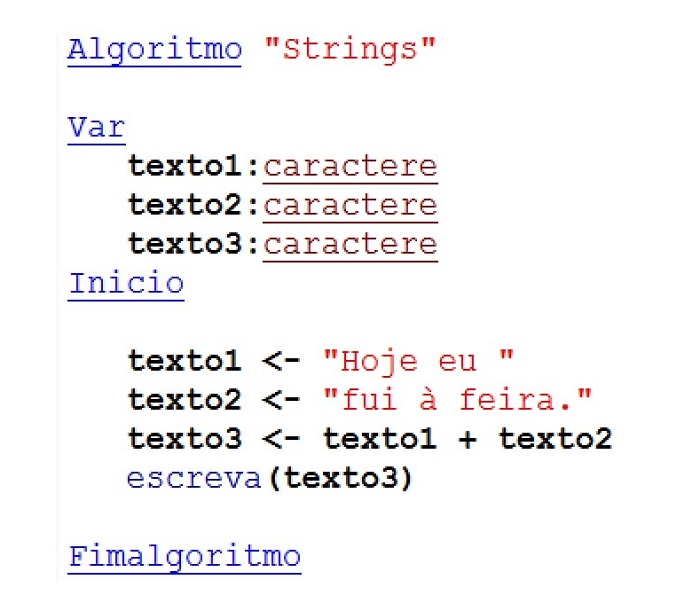 Algoritmo "Strings"
Var
texto1:caractere
texto2:caractere
texto3:caractere
Inicio
texto1 <- "Hoje eu "
texto2 <- "fui à feira."
texto3 <- texto1 + texto2
escreva(texto3)
Fimalgoritmo